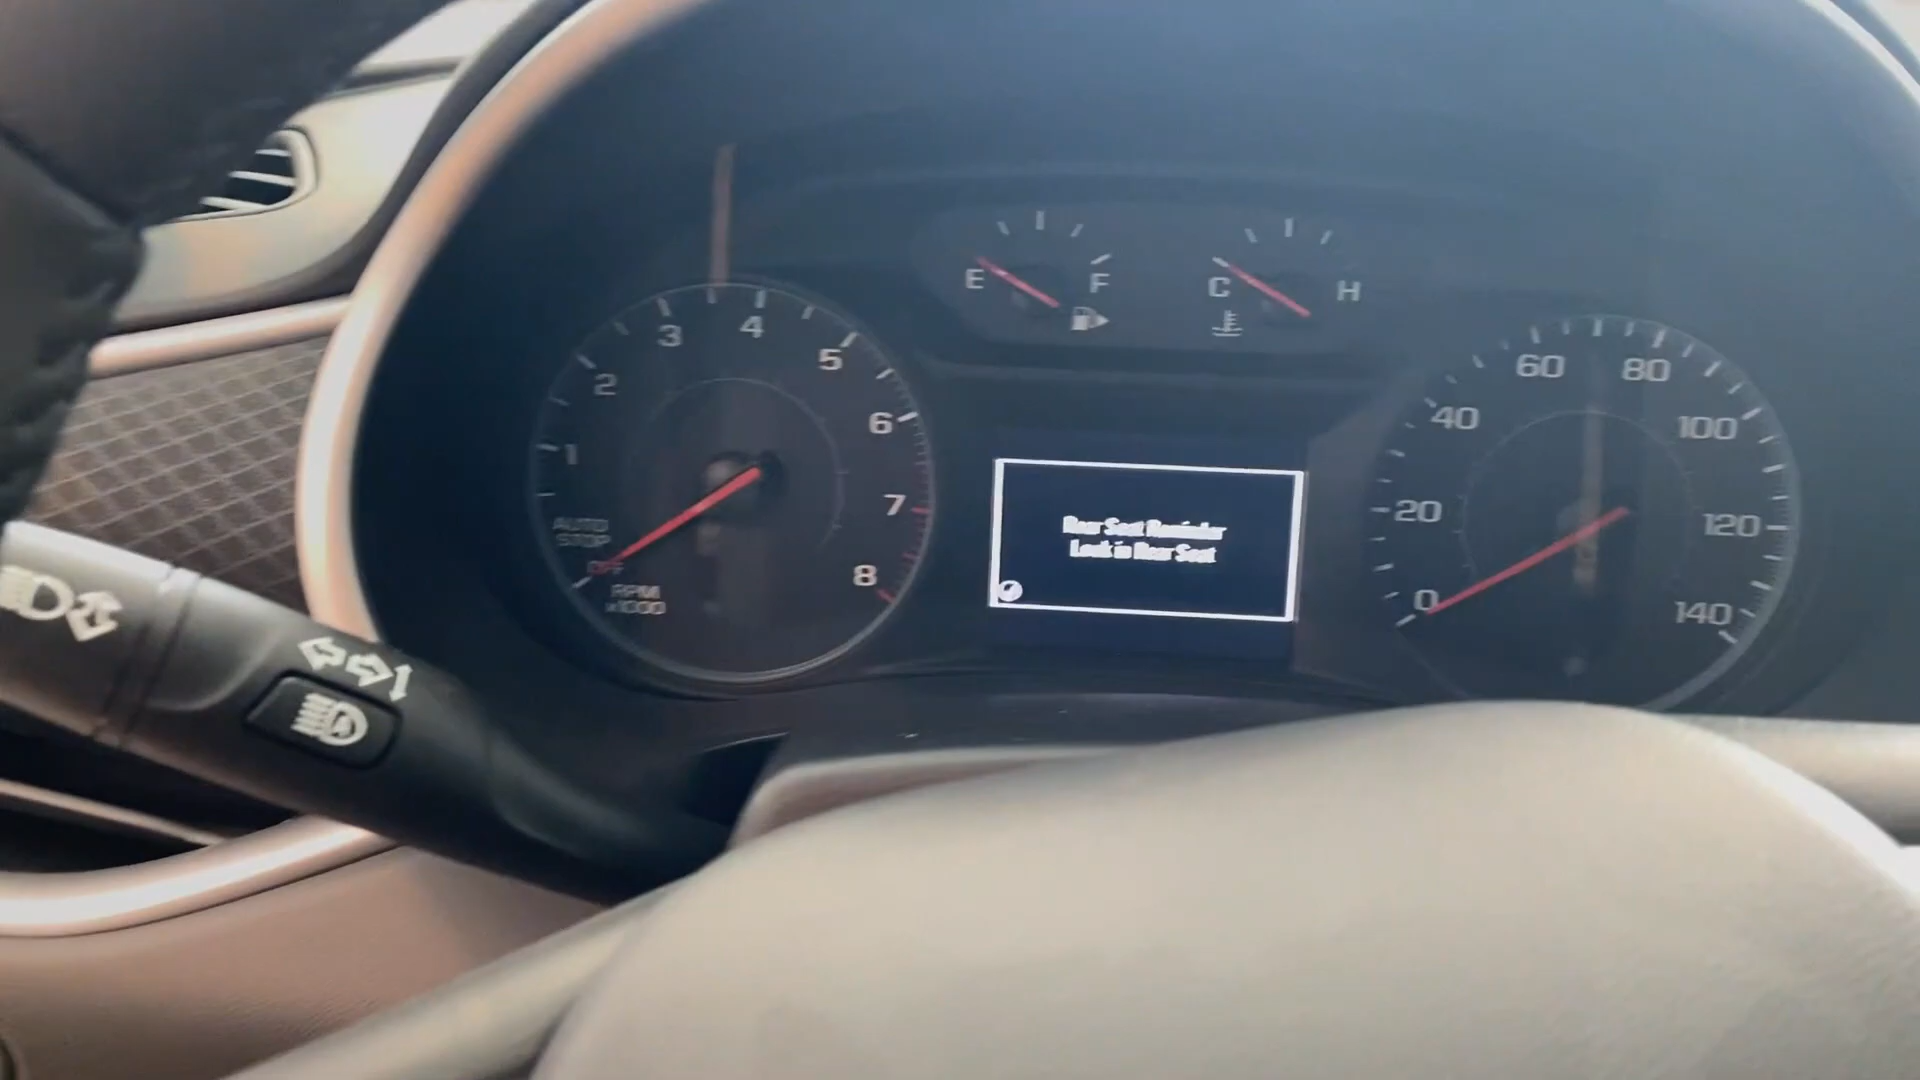 E F
C H
1 2 3 4 5 6 7 8
AUTO
STOP
OFF
RPM
x1000
Rear Seat Reminder
Look in Rear Seat
0 20 40 60 80 100 120 140